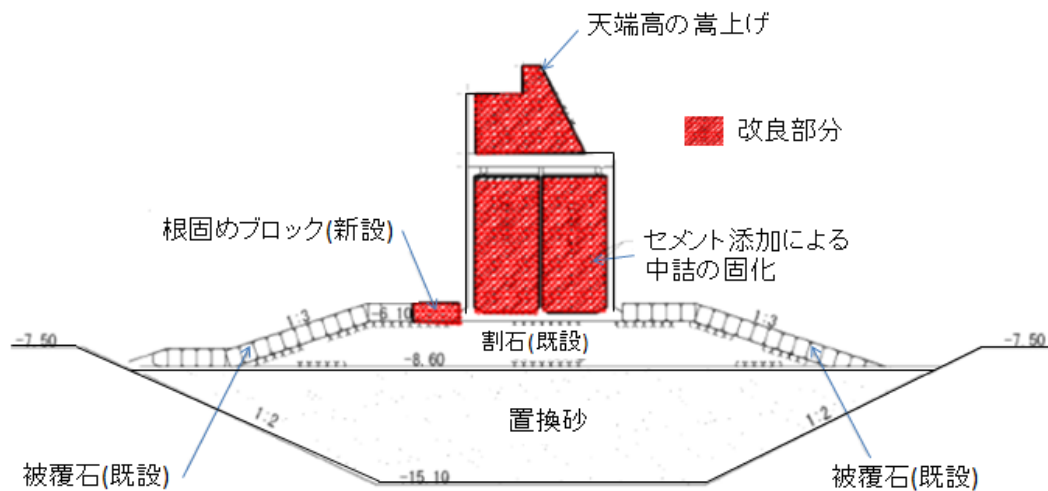 天端高の嵩上げ
改良部分
根固めブロック(新設)
セメント添加による
中詰の固化
1:3
-6.10
1:3
-7.50
割石(既設)
-7.50
-8.60
1:2
置換砂
1:2
被覆石(既設)
-15.10
被覆石(既設)